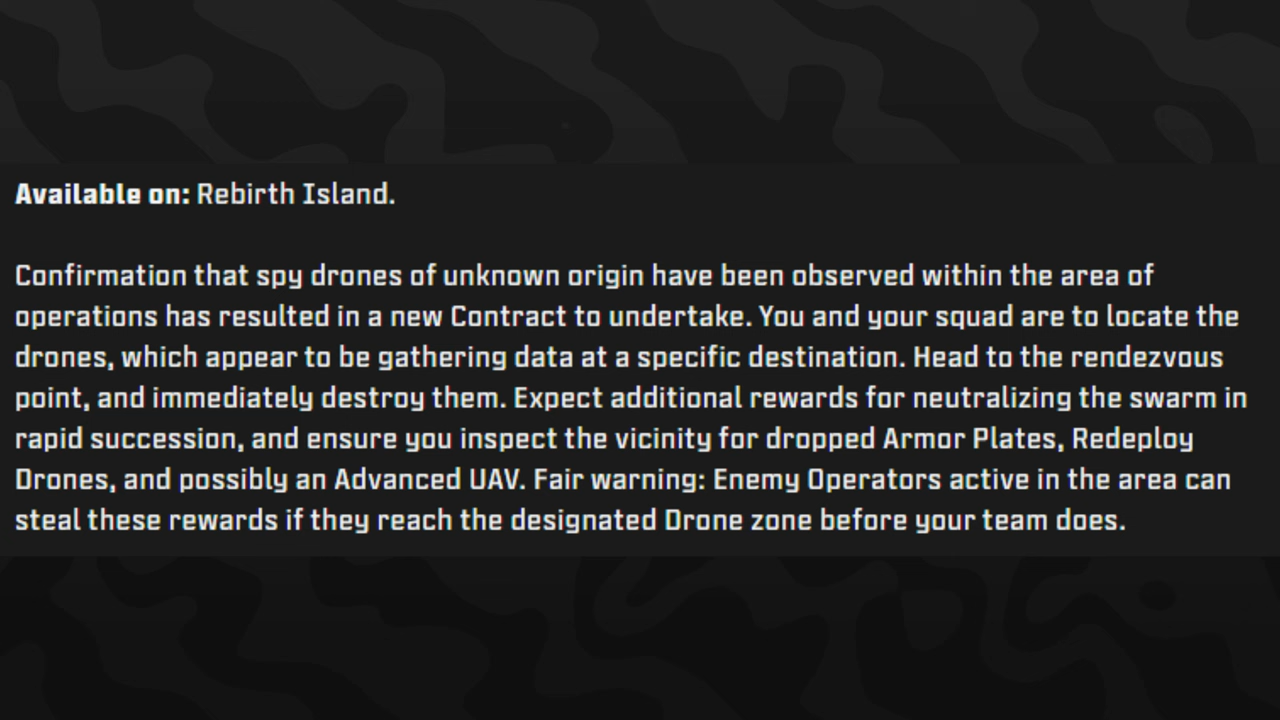 Available on: Rebirth Island.
Confirmation that spy drones of unknown origin have been observed within the area of
operations has resulted in a new Contract to undertake. You and your squad are to locate the
drones, which appear to be gathering data at a specific destination. Head to the rendezvous
point, and immediately destroy them. Expect additional rewards for neutralizing the swarm in
rapid succession, and ensure you inspect the vicinity for dropped Armor Plates, Redeploy
Drones, and possibly an Advanced UAV. Fair warning: Enemy Operators active in the area can
steal these rewards if they reach the designated Drone zone before your team does.